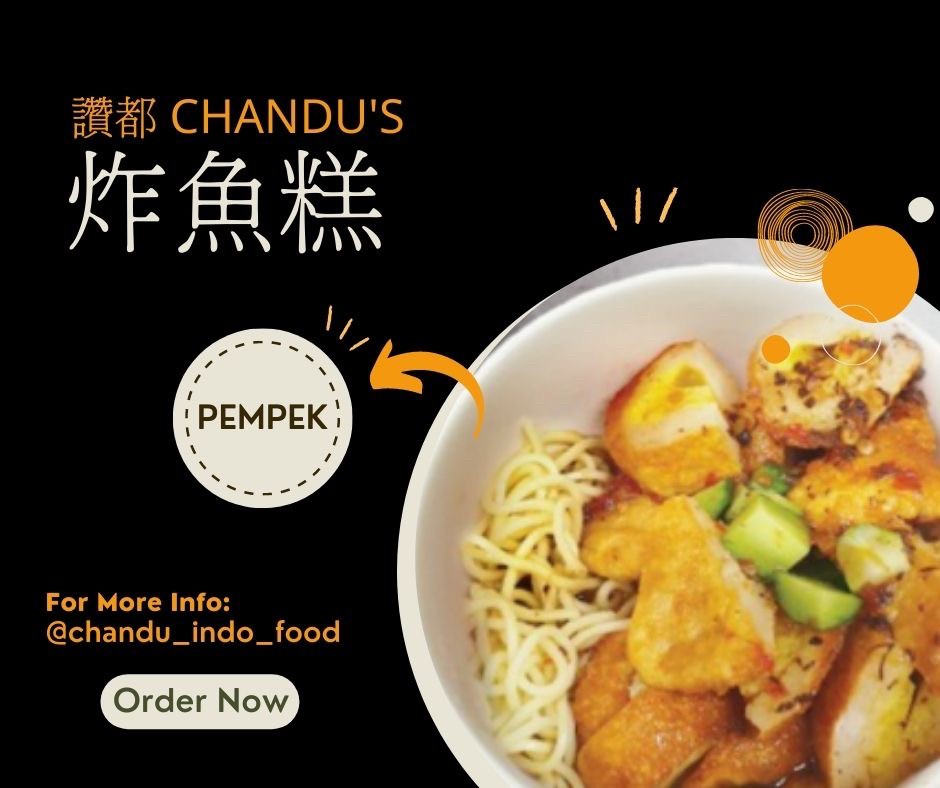 讚都 CHANDU'S
炸魚糕
PEMPEK
For More Info:
@chandu_indo_food
Order Now